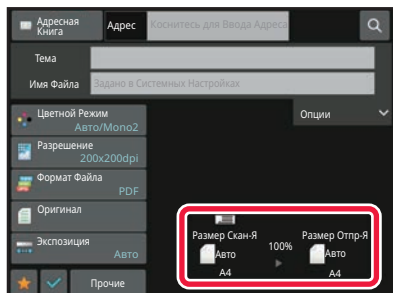 Адресная
Книга
Адрес
Коснитесь для Ввода Адреса
Тема
Имя Файла
Задано в Системных Настройках
Цветной Режим
Авто/Mono2
Опции
Разрешение
200x200dpi
Формат Файла
PDF
Оригинал
Экспозиция
Авто
Размер Скан-Я
100%
Размер Отпр-Я
Авто
Авто
A4
A4
Прочие